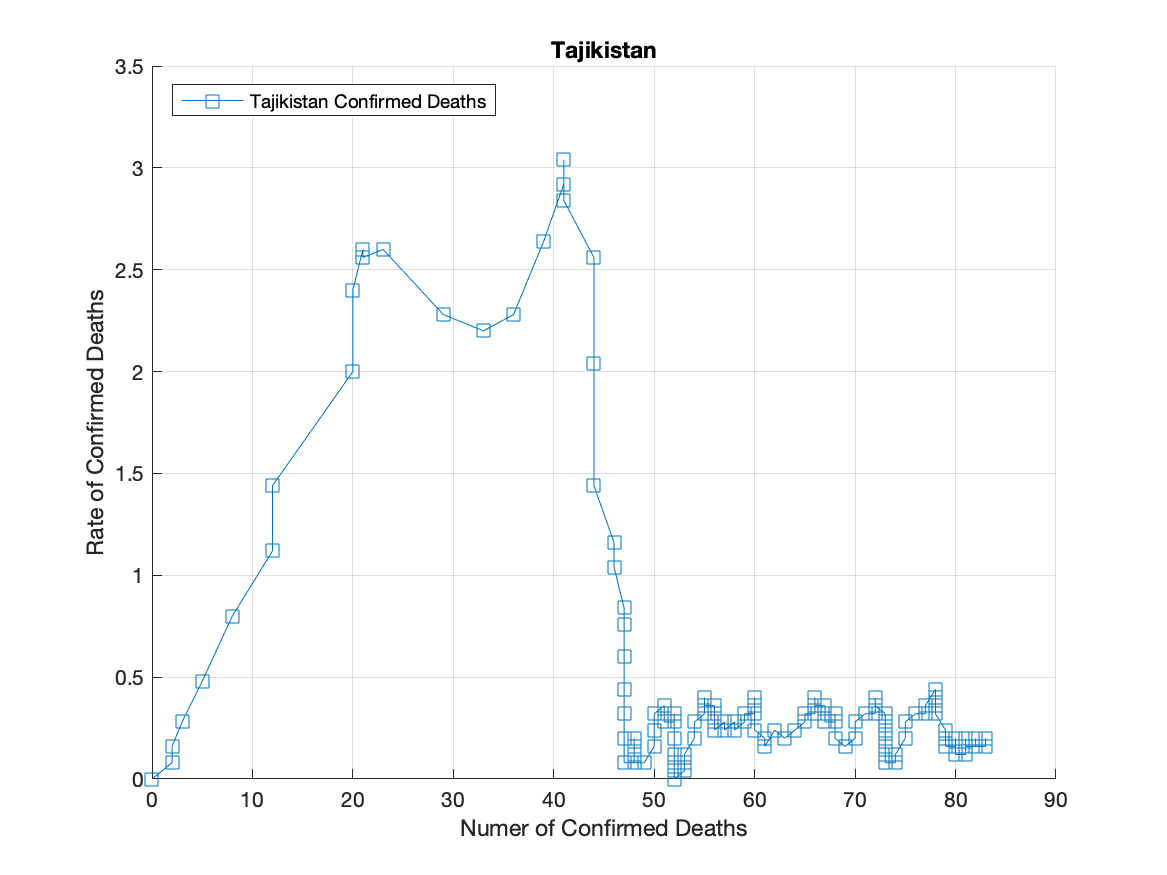 Tajikistan
Tajikistan Confirmed Deaths
3.5
3
2.5
2
1.5
1
0.5
0
Rate of Confirmed Deaths
0 10 20 30 40 50 60 70 80 90
Numer of Confirmed Deaths